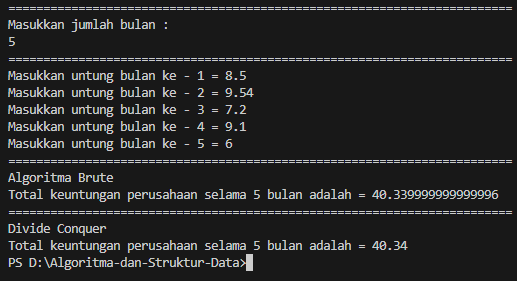 ======================================================================
Masukkan jumlah bulan :
5
======================================================================
Masukkan untung bulan ke - 1 = 8.5
Masukkan untung bulan ke - 2 = 9.54
Masukkan untung bulan ke - 3 = 7.2
Masukkan untung bulan ke - 4 = 9.1
Masukkan untung bulan ke - 5 = 6
======================================================================
Algoritma Brute
Total keuntungan perusahaan selama 5 bulan adalah = 40.339999999999996
======================================================================
Divide Conquer
Total keuntungan perusahaan selama 5 bulan adalah = 40.34
PS D:\Algoritma-dan-Struktur-Data>